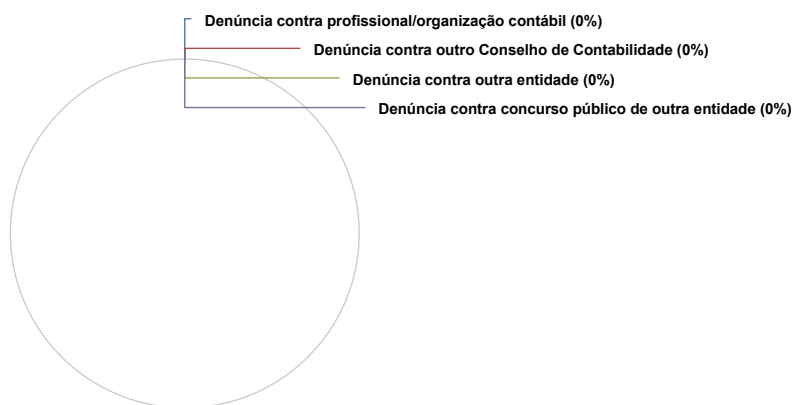 Denúncia contra profissional/organização contábil (0%)
Denúncia contra outro Conselho de Contabilidade (0%)
Denúncia contra outra entidade (0%)
Denúncia contra concurso público de outra entidade (0%)